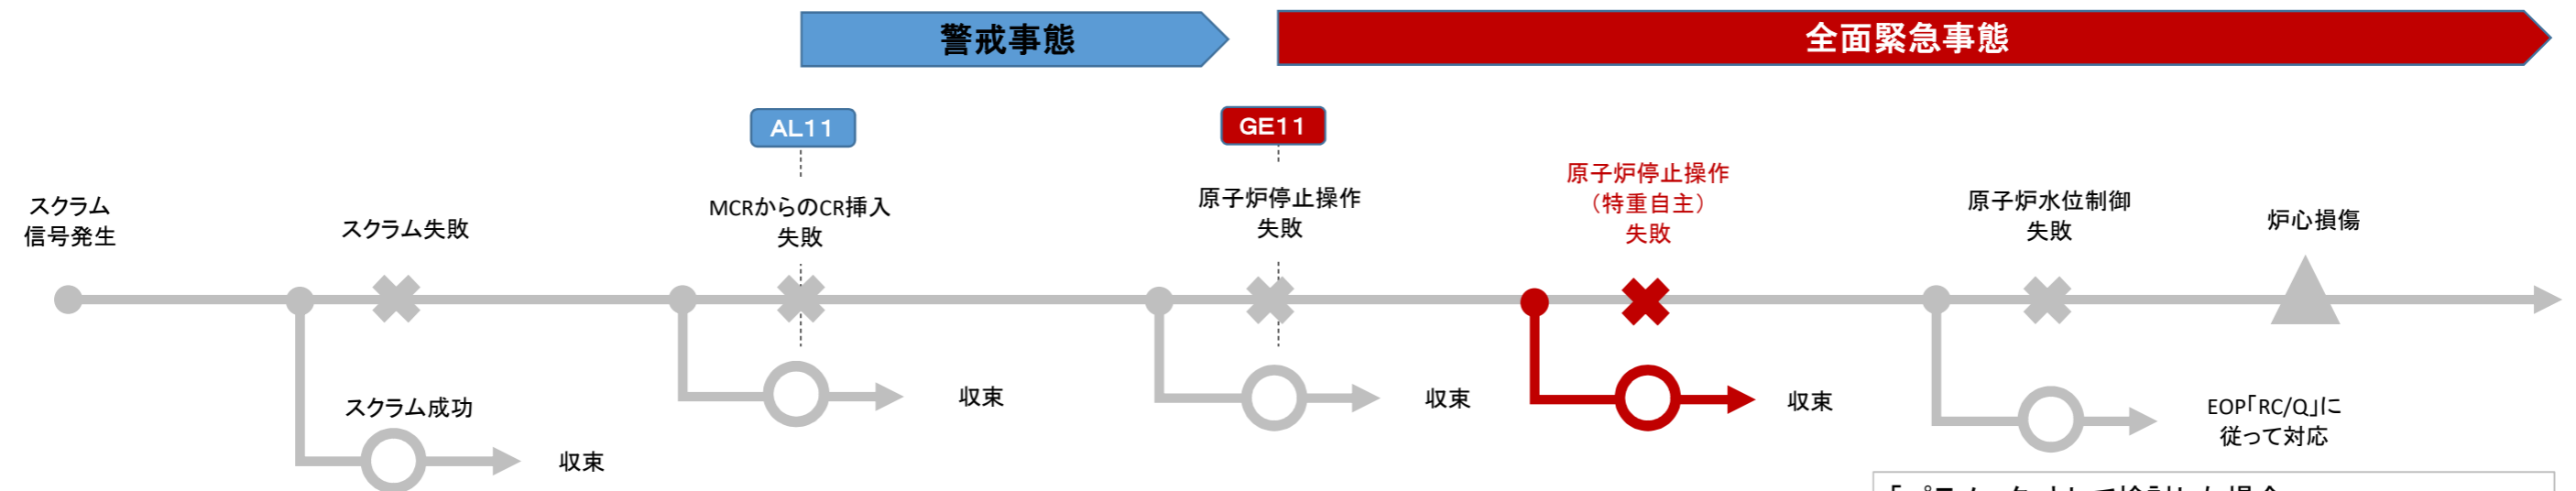 警戒事態
全面緊急事態
AL11
GE11
スクラム
信号発生
スクラム失敗
MCRからのCR挿入
失敗
原子炉停止操作
失敗
原子炉停止操作
（特重自主）
失敗
原子炉水位制御
失敗
炉心損傷
スクラム成功
収束
収束
収束
収束
EOP「RC/Q」に
従って対応